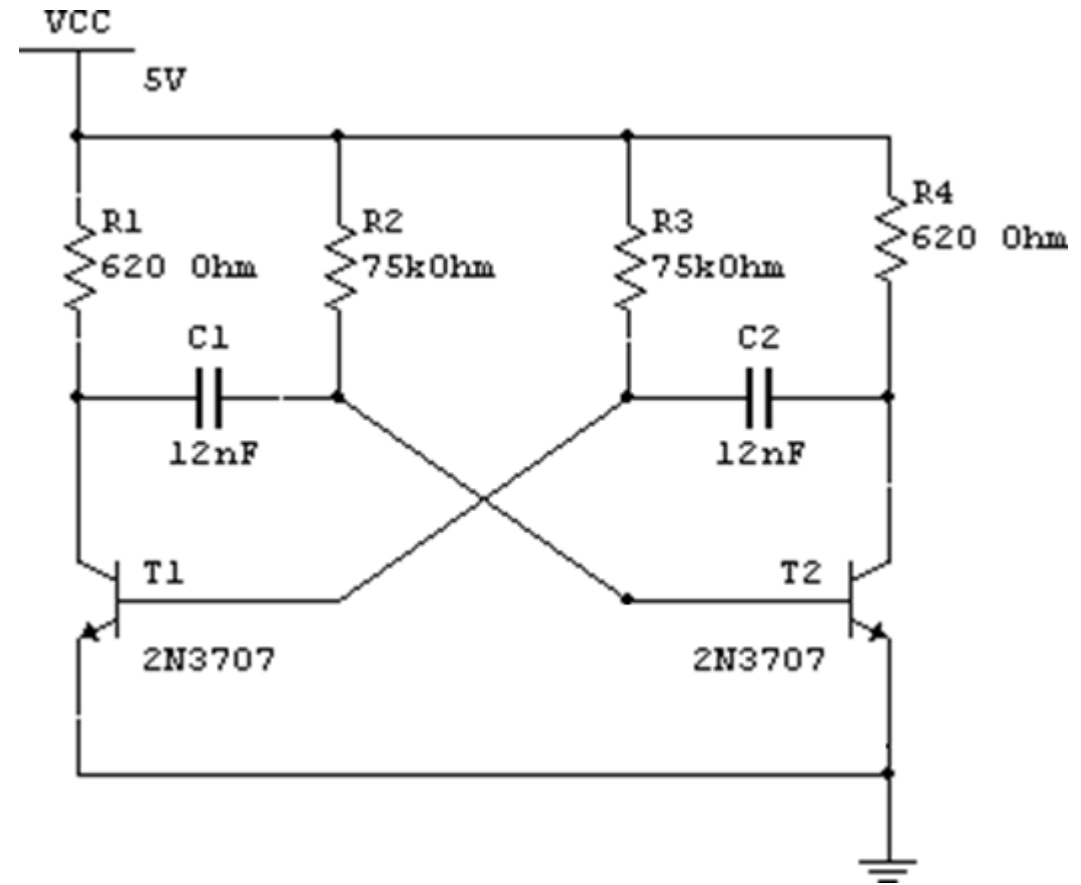 VCC
5V
R1
620 Ohm
R2
75kOhm
R3
75kOhm
R4
620 Ohm
C1
12nF
C2
12nF
T1
2N3707
T2
2N3707